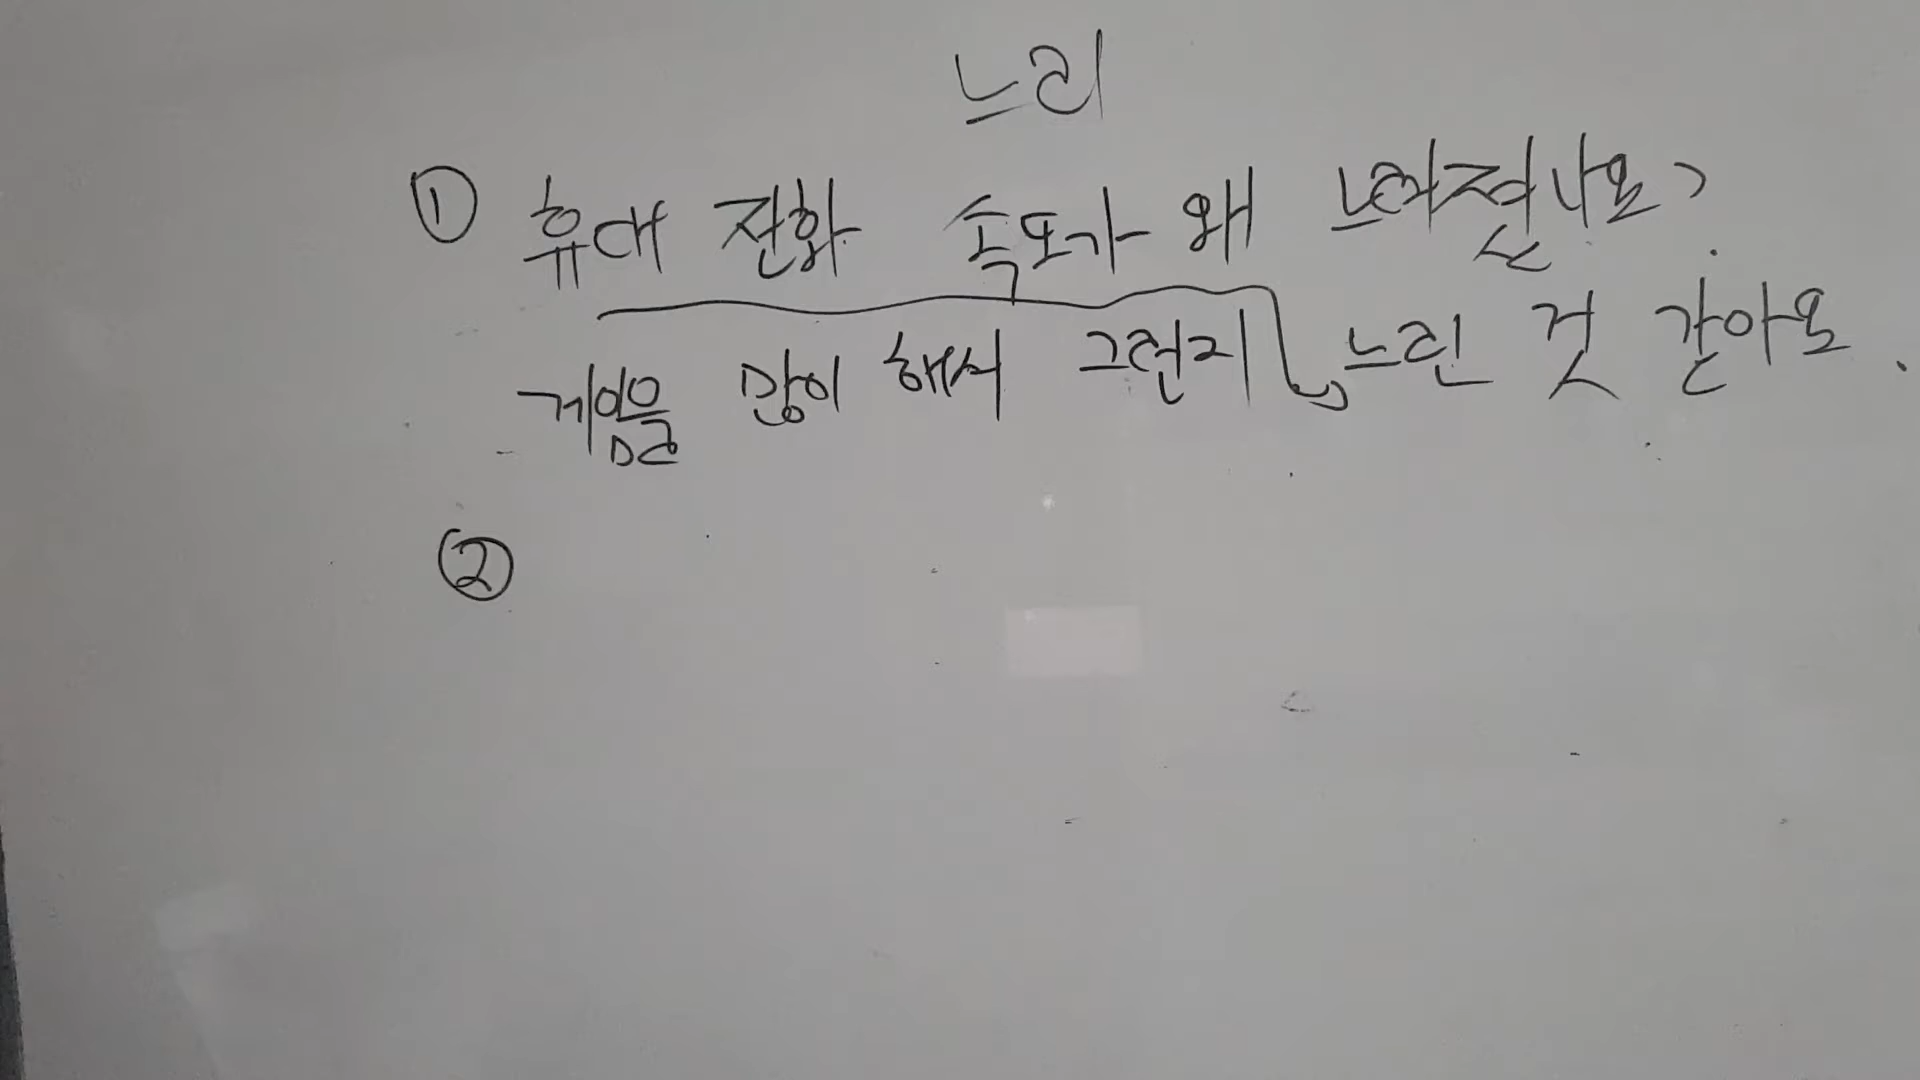 느리
① 휴대 전화 속도가 왜 느려졌나요?
게임을 많이 해서 그런지 느린 것 같아요.
②